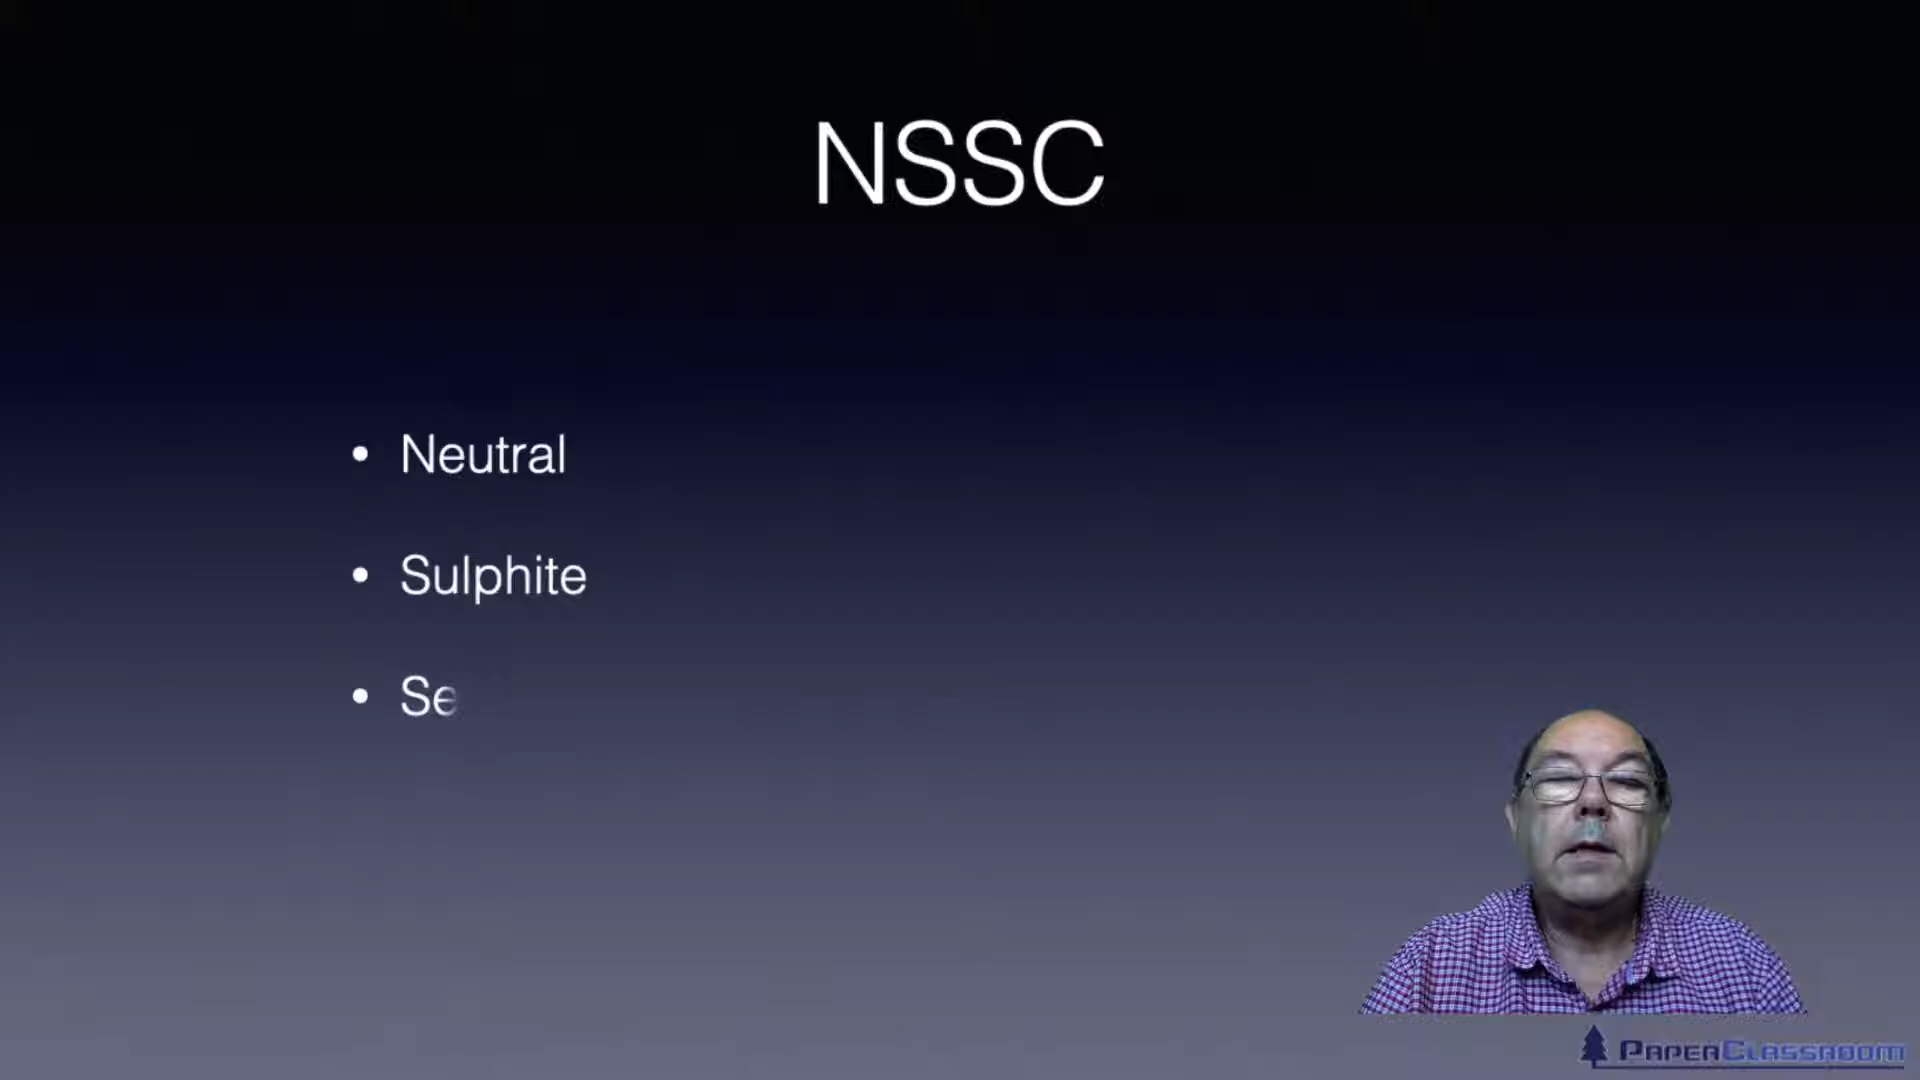 NSSC
• Neutral
• Sulphite
• Se
PaperClassroom